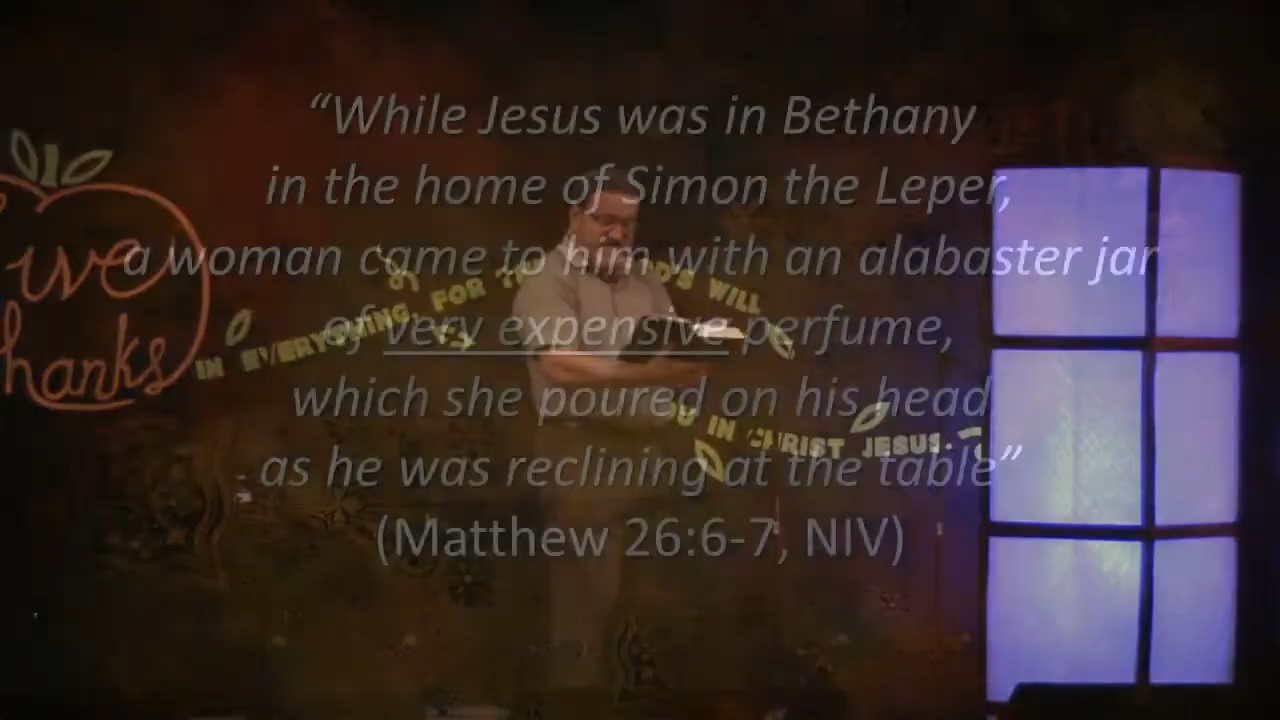 “While Jesus was in Bethany
in the home of Simon the Leper,
a woman came to him with an alabaster jar
of very expensive perfume,
which she poured on his head
as he was reclining at the table”
(Matthew 26:6-7, NIV)
ive
hanks
IN EVERYTHING, FOR WILL
IN CHRIST JESUS.